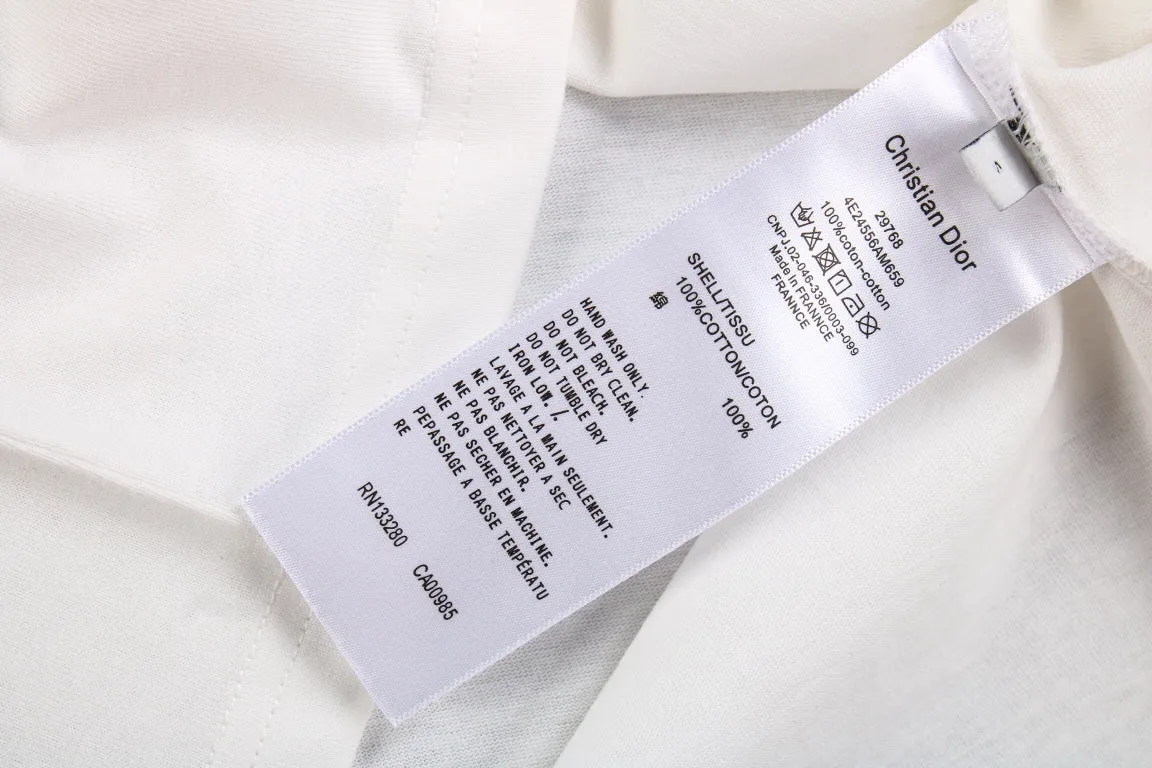 Christian Dior
29768
4E24556AM659
100%coton-cotton
CNPJ.02-046-336/0003-099
Made in FRANNCE
FRANNCE
SHELL/TISSU
100%COTTON/COTON
100%
綿
HAND WASH ONLY.
DO NOT BRY CLEAN.
DO NOT BLEACH.
DO NOT TUMBLE DRY
IRON LOW. /.
LAVAGE A LA MAIN SEULEMENT.
NE PAS NETTOYER A SEC
NE PAS BLANCHIR.
NE PAS SECHER EN MACHINE.
PEPASSAGE A BASSE TEMPÉRATU
RE
RN133280 CA00985